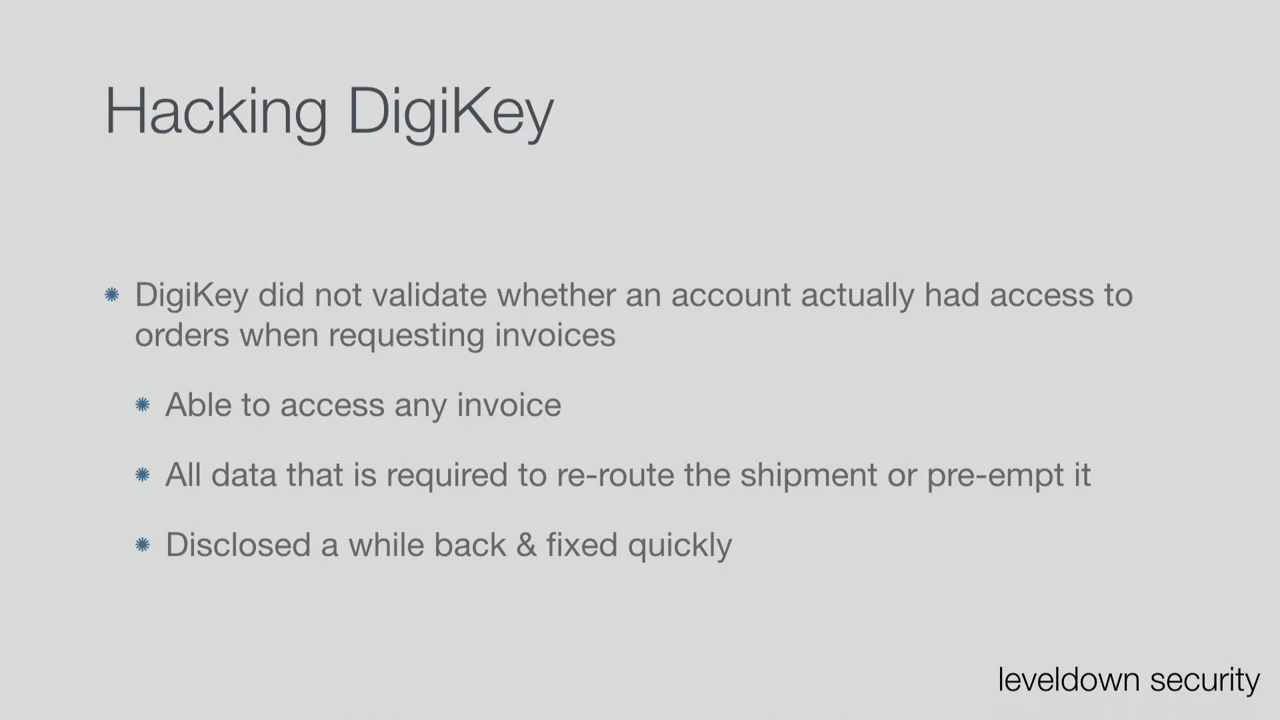 Hacking DigiKey
DigiKey did not validate whether an account actually had access to
orders when requesting invoices
Able to access any invoice
All data that is required to re-route the shipment or pre-empt it
Disclosed a while back & fixed quickly
leveldown security